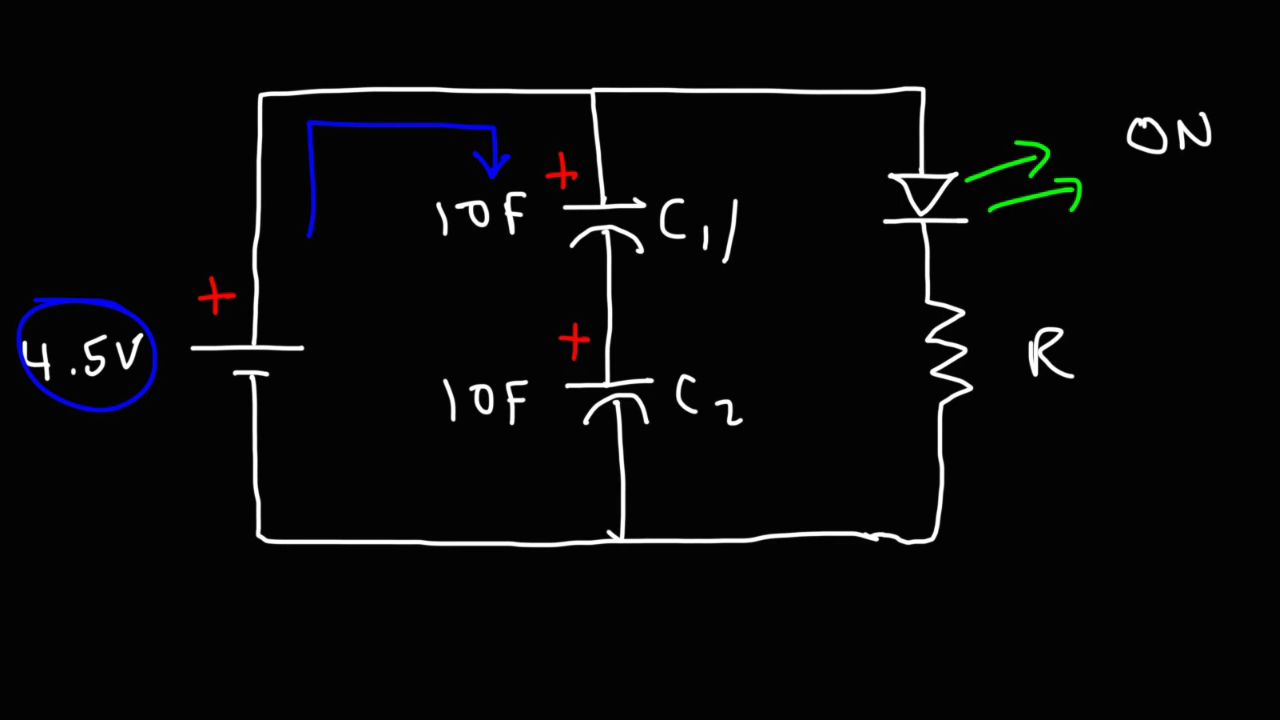 ON
+
10F
C₁
+
4.5V
+
10F
C₂
R